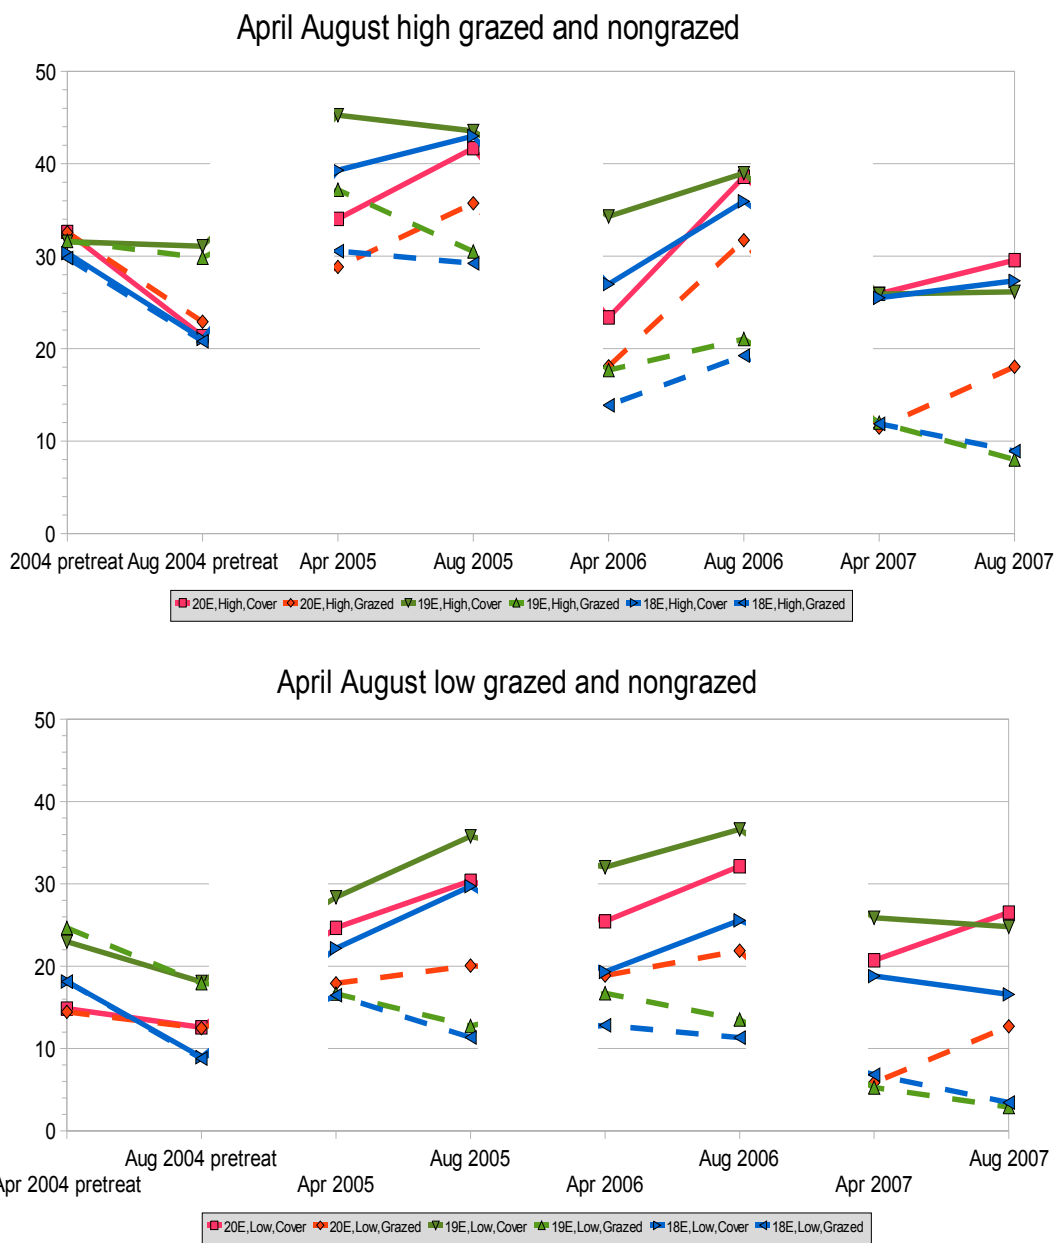 April August high grazed and nongrazed
50
40
30
20
10
0
2004 pretreat Aug 2004 pretreat Apr 2005 Aug 2005 Apr 2006 Aug 2006 Apr 2007 Aug 2007
20E,High,Cover 20E,High,Grazed 19E,High,Cover 19E,High,Grazed 18E,High,Cover 18E,High,Grazed
April August low grazed and nongrazed
50
40
30
20
10
0
Aug 2004 pretreat Aug 2005 Aug 2006 Aug 2007
Apr 2004 pretreat Apr 2005 Apr 2006 Apr 2007
20E,Low,Cover 20E,Low,Grazed 19E,Low,Cover 19E,Low,Grazed 18E,Low,Cover 18E,Low,Grazed